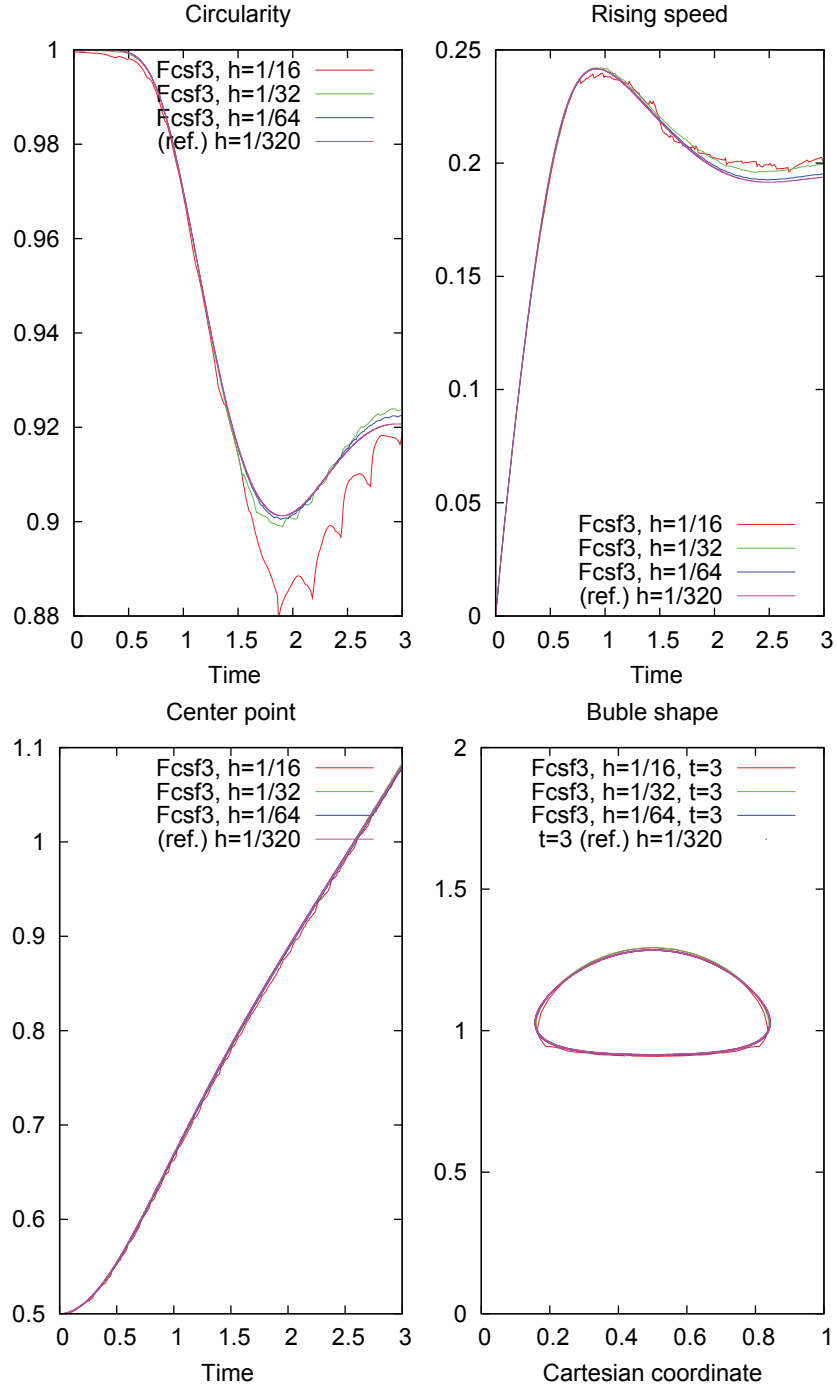 Circularity
1
0.98
0.96
0.94
0.92
0.9
0.88
Fcsf3, h=1/16
Fcsf3, h=1/32
Fcsf3, h=1/64
(ref.) h=1/320
0 0.5 1 1.5 2 2.5 3
Time
Rising speed
0.25
0.2
0.15
0.1
0.05
0
Fcsf3, h=1/16
Fcsf3, h=1/32
Fcsf3, h=1/64
(ref.) h=1/320
0 0.5 1 1.5 2 2.5 3
Time
Center point
1.1
1
0.9
0.8
0.7
0.6
0.5
Fcsf3, h=1/16
Fcsf3, h=1/32
Fcsf3, h=1/64
(ref.) h=1/320
0 0.5 1 1.5 2 2.5 3
Time
Buble shape
2
1.5
1
0.5
0
Fcsf3, h=1/16, t=3
Fcsf3, h=1/32, t=3
Fcsf3, h=1/64, t=3
t=3 (ref.) h=1/320
0 0.2 0.4 0.6 0.8 1
Cartesian coordinate